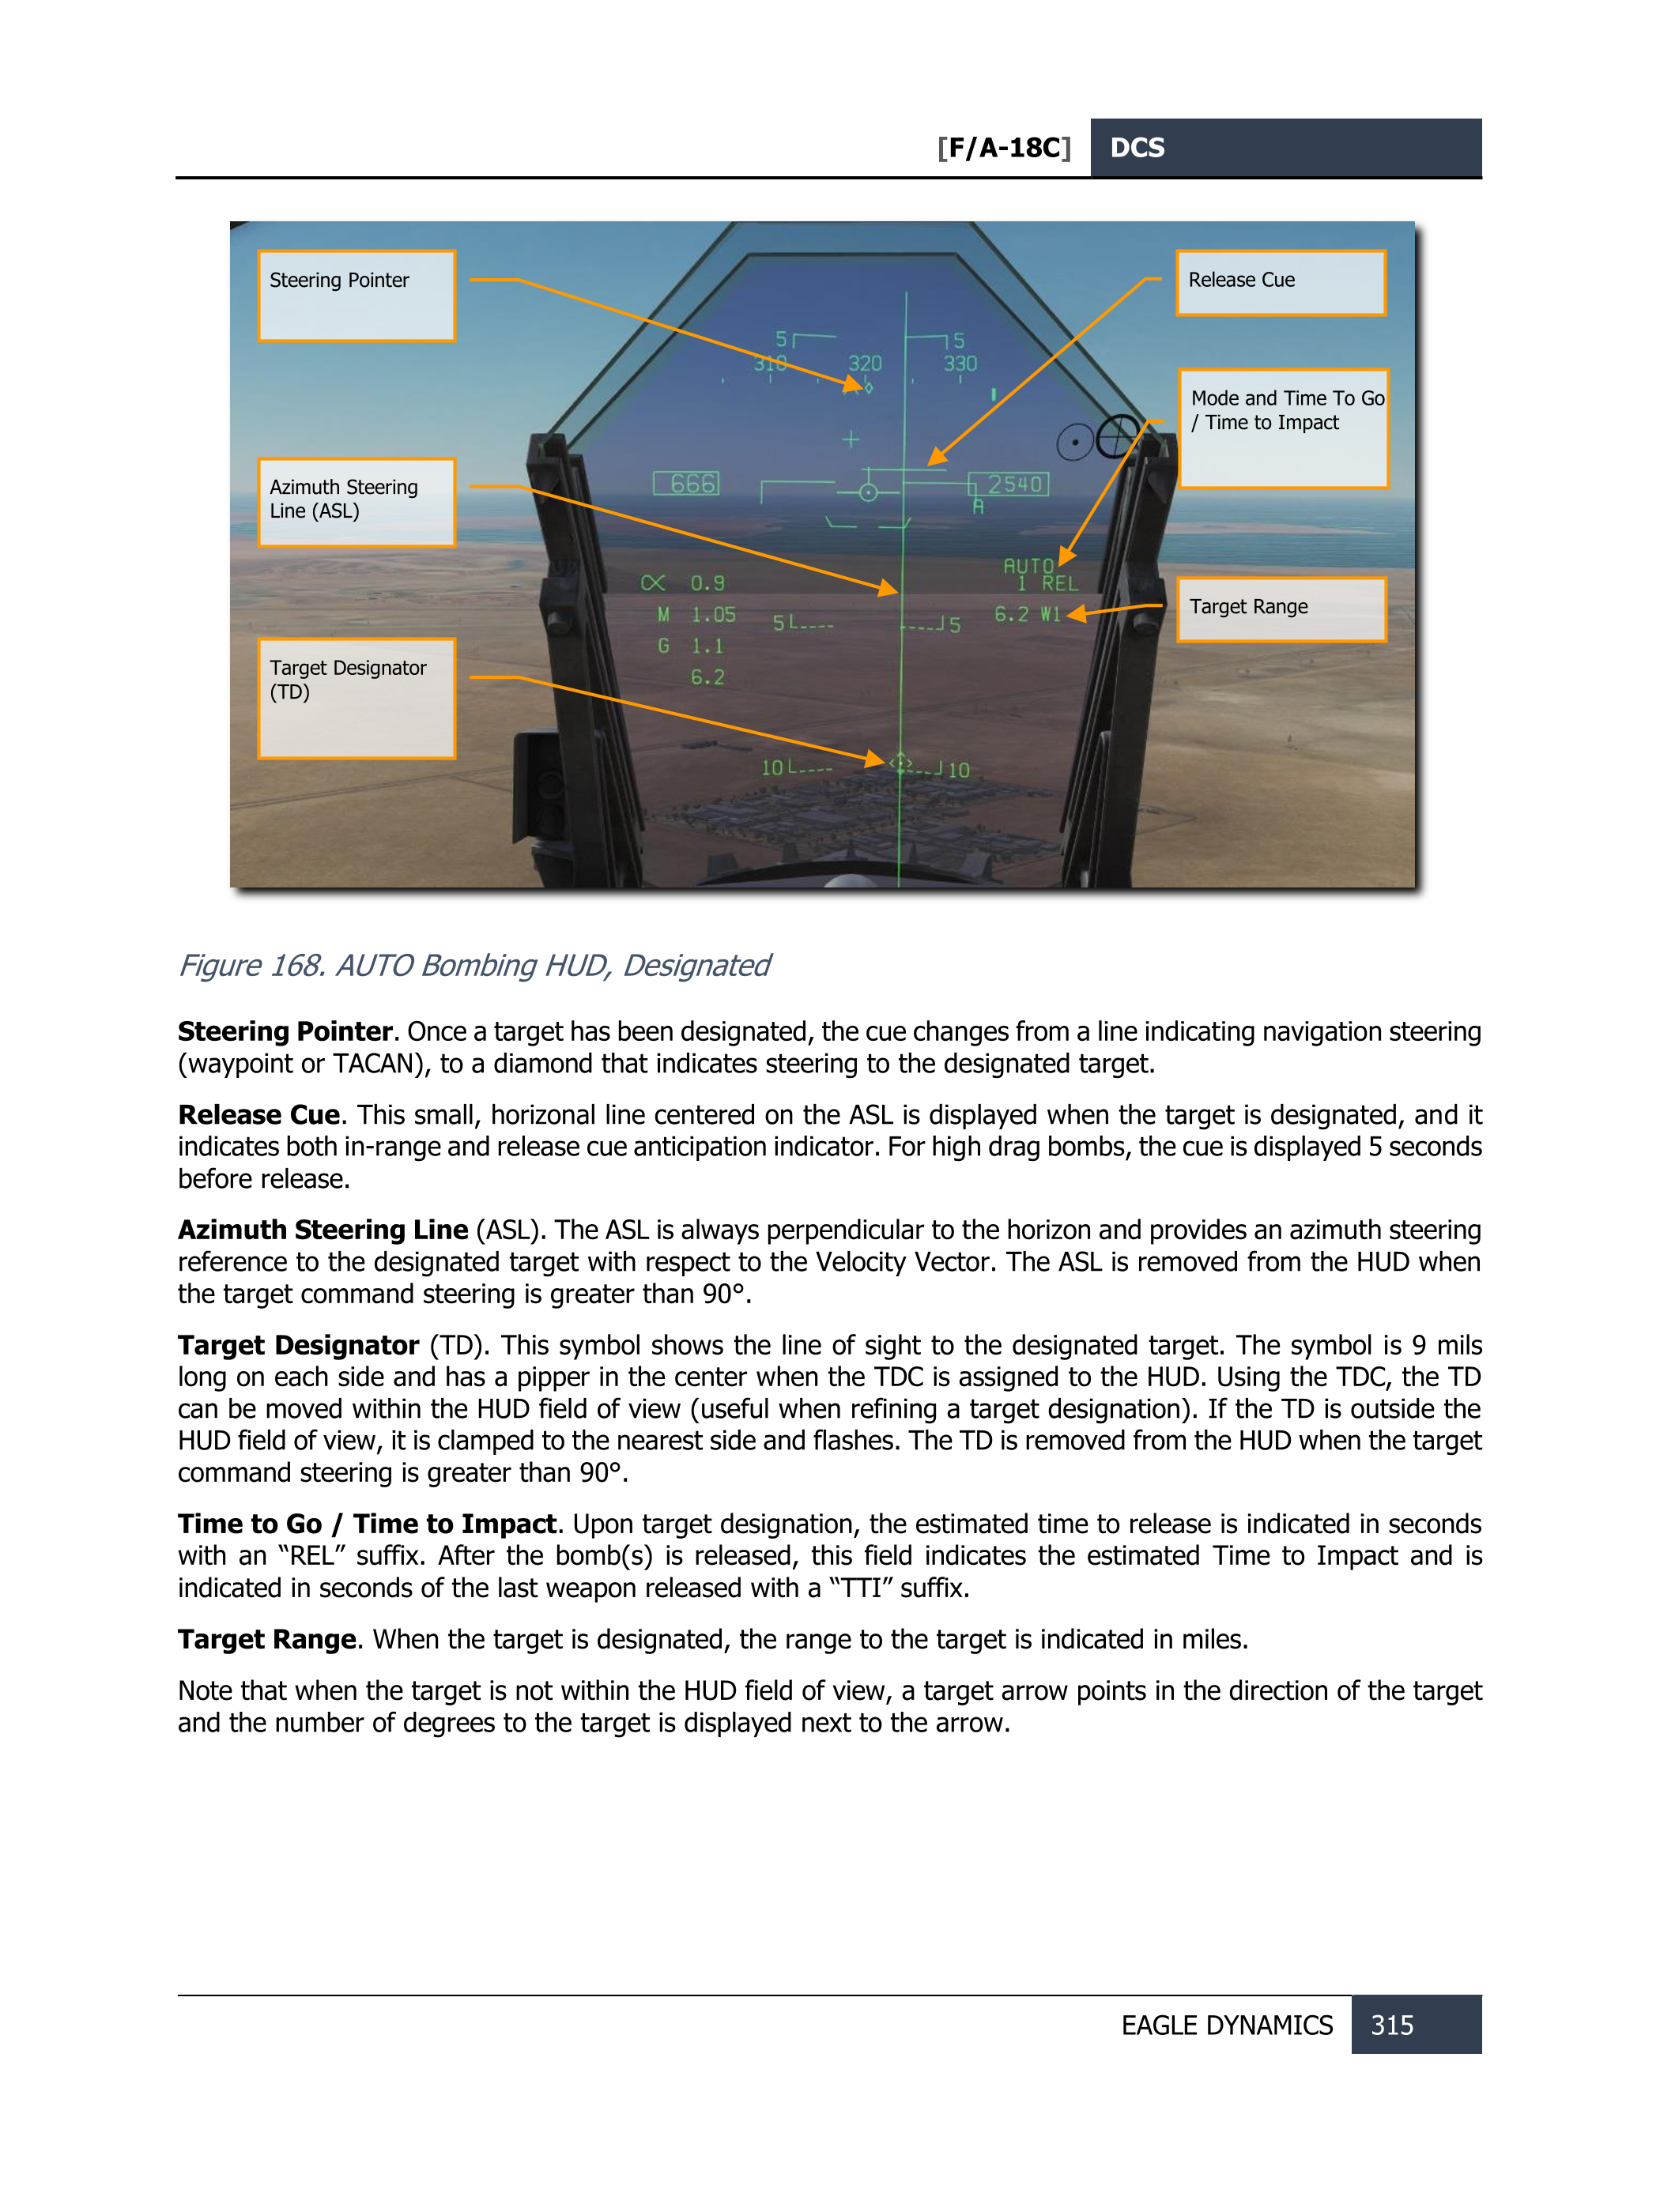 [F/A-18C] DCS
Steering Pointer
Release Cue
5 5
310 320 330
Mode and Time To Go
/ Time to Impact
Azimuth Steering
Line (ASL)
666 2540
A
AUTO
1 REL
α 0.9
M 1.05
5 5
6.2 W1
Target Range
G 1.1
6.2
Target Designator
(TD)
10 10
Figure 168. AUTO Bombing HUD, Designated
Steering Pointer. Once a target has been designated, the cue changes from a line indicating navigation steering
(waypoint or TACAN), to a diamond that indicates steering to the designated target.
Release Cue. This small, horizonal line centered on the ASL is displayed when the target is designated, and it
indicates both in-range and release cue anticipation indicator. For high drag bombs, the cue is displayed 5 seconds
before release.
Azimuth Steering Line (ASL). The ASL is always perpendicular to the horizon and provides an azimuth steering
reference to the designated target with respect to the Velocity Vector. The ASL is removed from the HUD when
the target command steering is greater than 90°.
Target Designator (TD). This symbol shows the line of sight to the designated target. The symbol is 9 mils
long on each side and has a pipper in the center when the TDC is assigned to the HUD. Using the TDC, the TD
can be moved within the HUD field of view (useful when refining a target designation). If the TD is outside the
HUD field of view, it is clamped to the nearest side and flashes. The TD is removed from the HUD when the target
command steering is greater than 90°.
Time to Go / Time to Impact. Upon target designation, the estimated time to release is indicated in seconds
with an “REL” suffix. After the bomb(s) is released, this field indicates the estimated Time to Impact and is
indicated in seconds of the last weapon released with a “TTI” suffix.
Target Range. When the target is designated, the range to the target is indicated in miles.
Note that when the target is not within the HUD field of view, a target arrow points in the direction of the target
and the number of degrees to the target is displayed next to the arrow.
EAGLE DYNAMICS 315